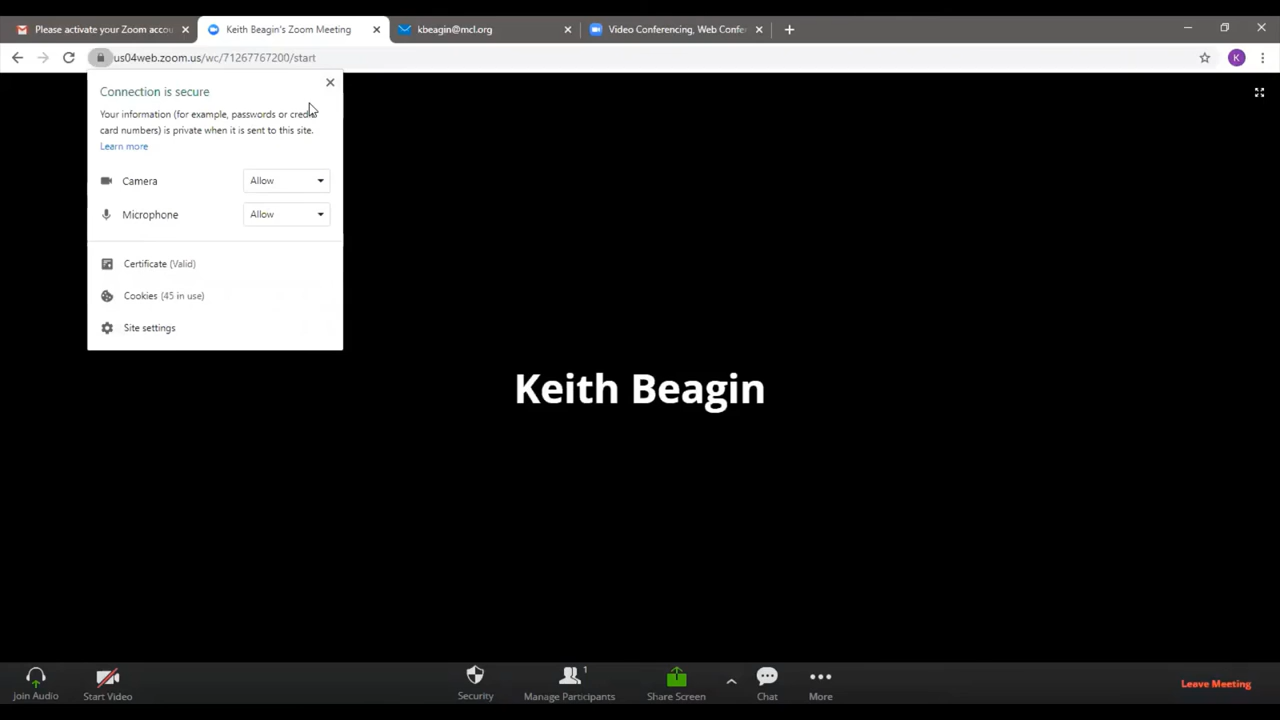 Please activate your Zoom accou
Keith Beagin's Zoom Meeting
kbeagin@mcl.org
Video Conferencing, Web Confe
us04web.zoom.us/wc/71267767200/start
K
Connection is secure
Your information (for example, passwords or credit
card numbers) is private when it is sent to this site.
Learn more
Camera
Allow
Microphone
Allow
Certificate (Valid)
Cookies (45 in use)
Site settings
Keith Beagin
Join Audio
Start Video
Security
1
Manage Participants
Share Screen
Chat
More
Leave Meeting